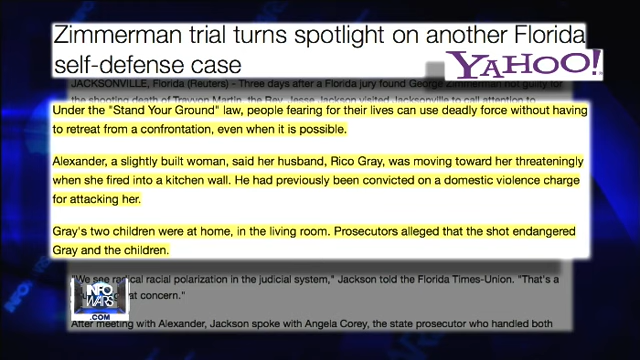 Zimmerman trial turns spotlight on another Florida
self-defense case
YAHOO!
JACKSONVILLE, Florida (Reuters) - Three days after a Florida jury found George Zimmerman not guilty for
the shooting death of Trayvon Martin, the Rev. Jesse Jackson visited Jacksonville to call attention to
Under the "Stand Your Ground" law, people fearing for their lives can use deadly force without having
to retreat from a confrontation, even when it is possible.
Alexander, a slightly built woman, said her husband, Rico Gray, was moving toward her threateningly
when she fired into a kitchen wall. He had previously been convicted on a domestic violence charge
for attacking her.
Gray's two children were at home, in the living room. Prosecutors alleged that the shot endangered
Gray and the children.
"We see radical racial polarization in the judicial system," Jackson told the Florida Times-Union. "That's a
at concern."
INFO
WARS
.COM
After meeting with Alexander, Jackson spoke with Angela Corey, the state prosecutor who handled both